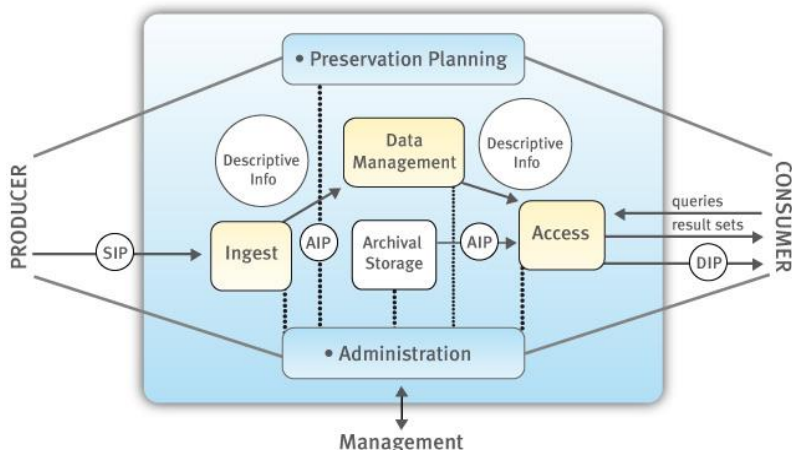 • Preservation Planning
Descriptive
Info
Data
Management
Descriptive
Info
PRODUCER
SIP
Ingest
AIP
Archival
Storage
AIP
Access
queries
result sets
DIP
CONSUMER
• Administration
Management